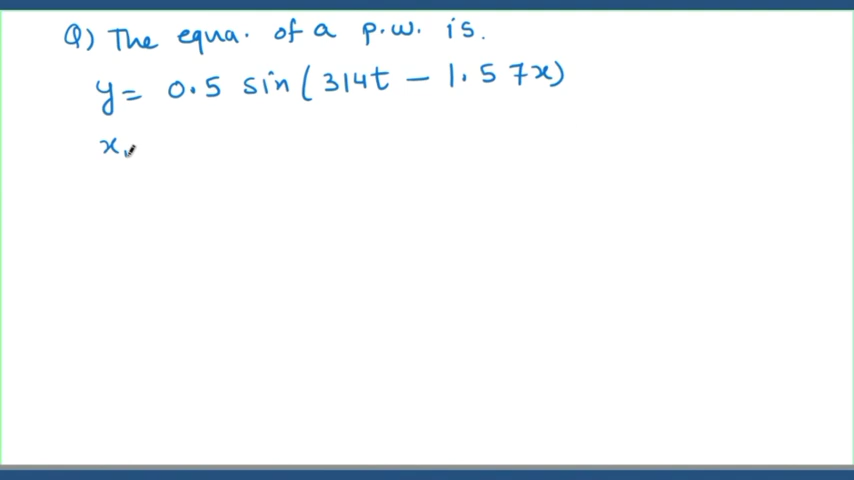 Q) The equa. of a p.w. is.
y = 0.5 sin(314t - 1.57x)
x,